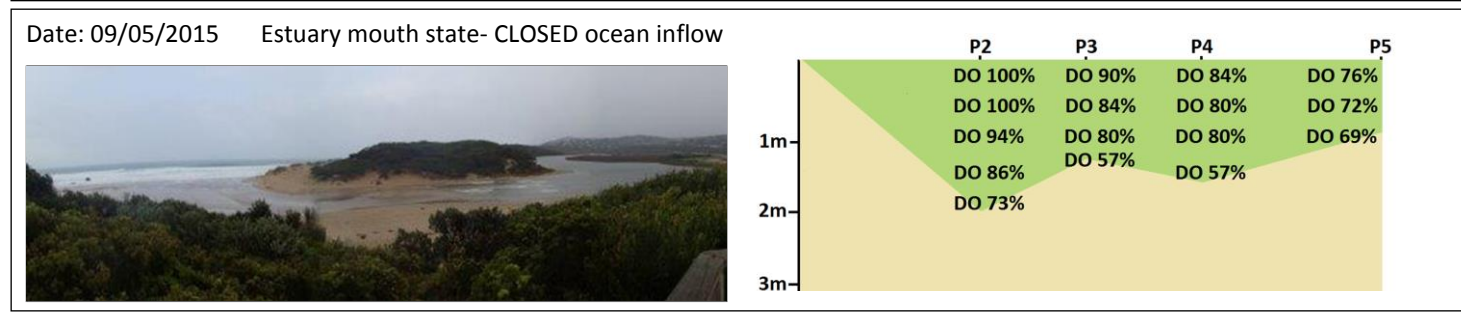 Date: 09/05/2015 Estuary mouth state- CLOSED ocean inflow
P2 P3 P4 P5
DO 100% DO 90% DO 84% DO 76%
DO 100% DO 84% DO 80% DO 72%
1m DO 94% DO 80% DO 80% DO 69%
DO 57%
DO 86% DO 57%
2m DO 73%
3m